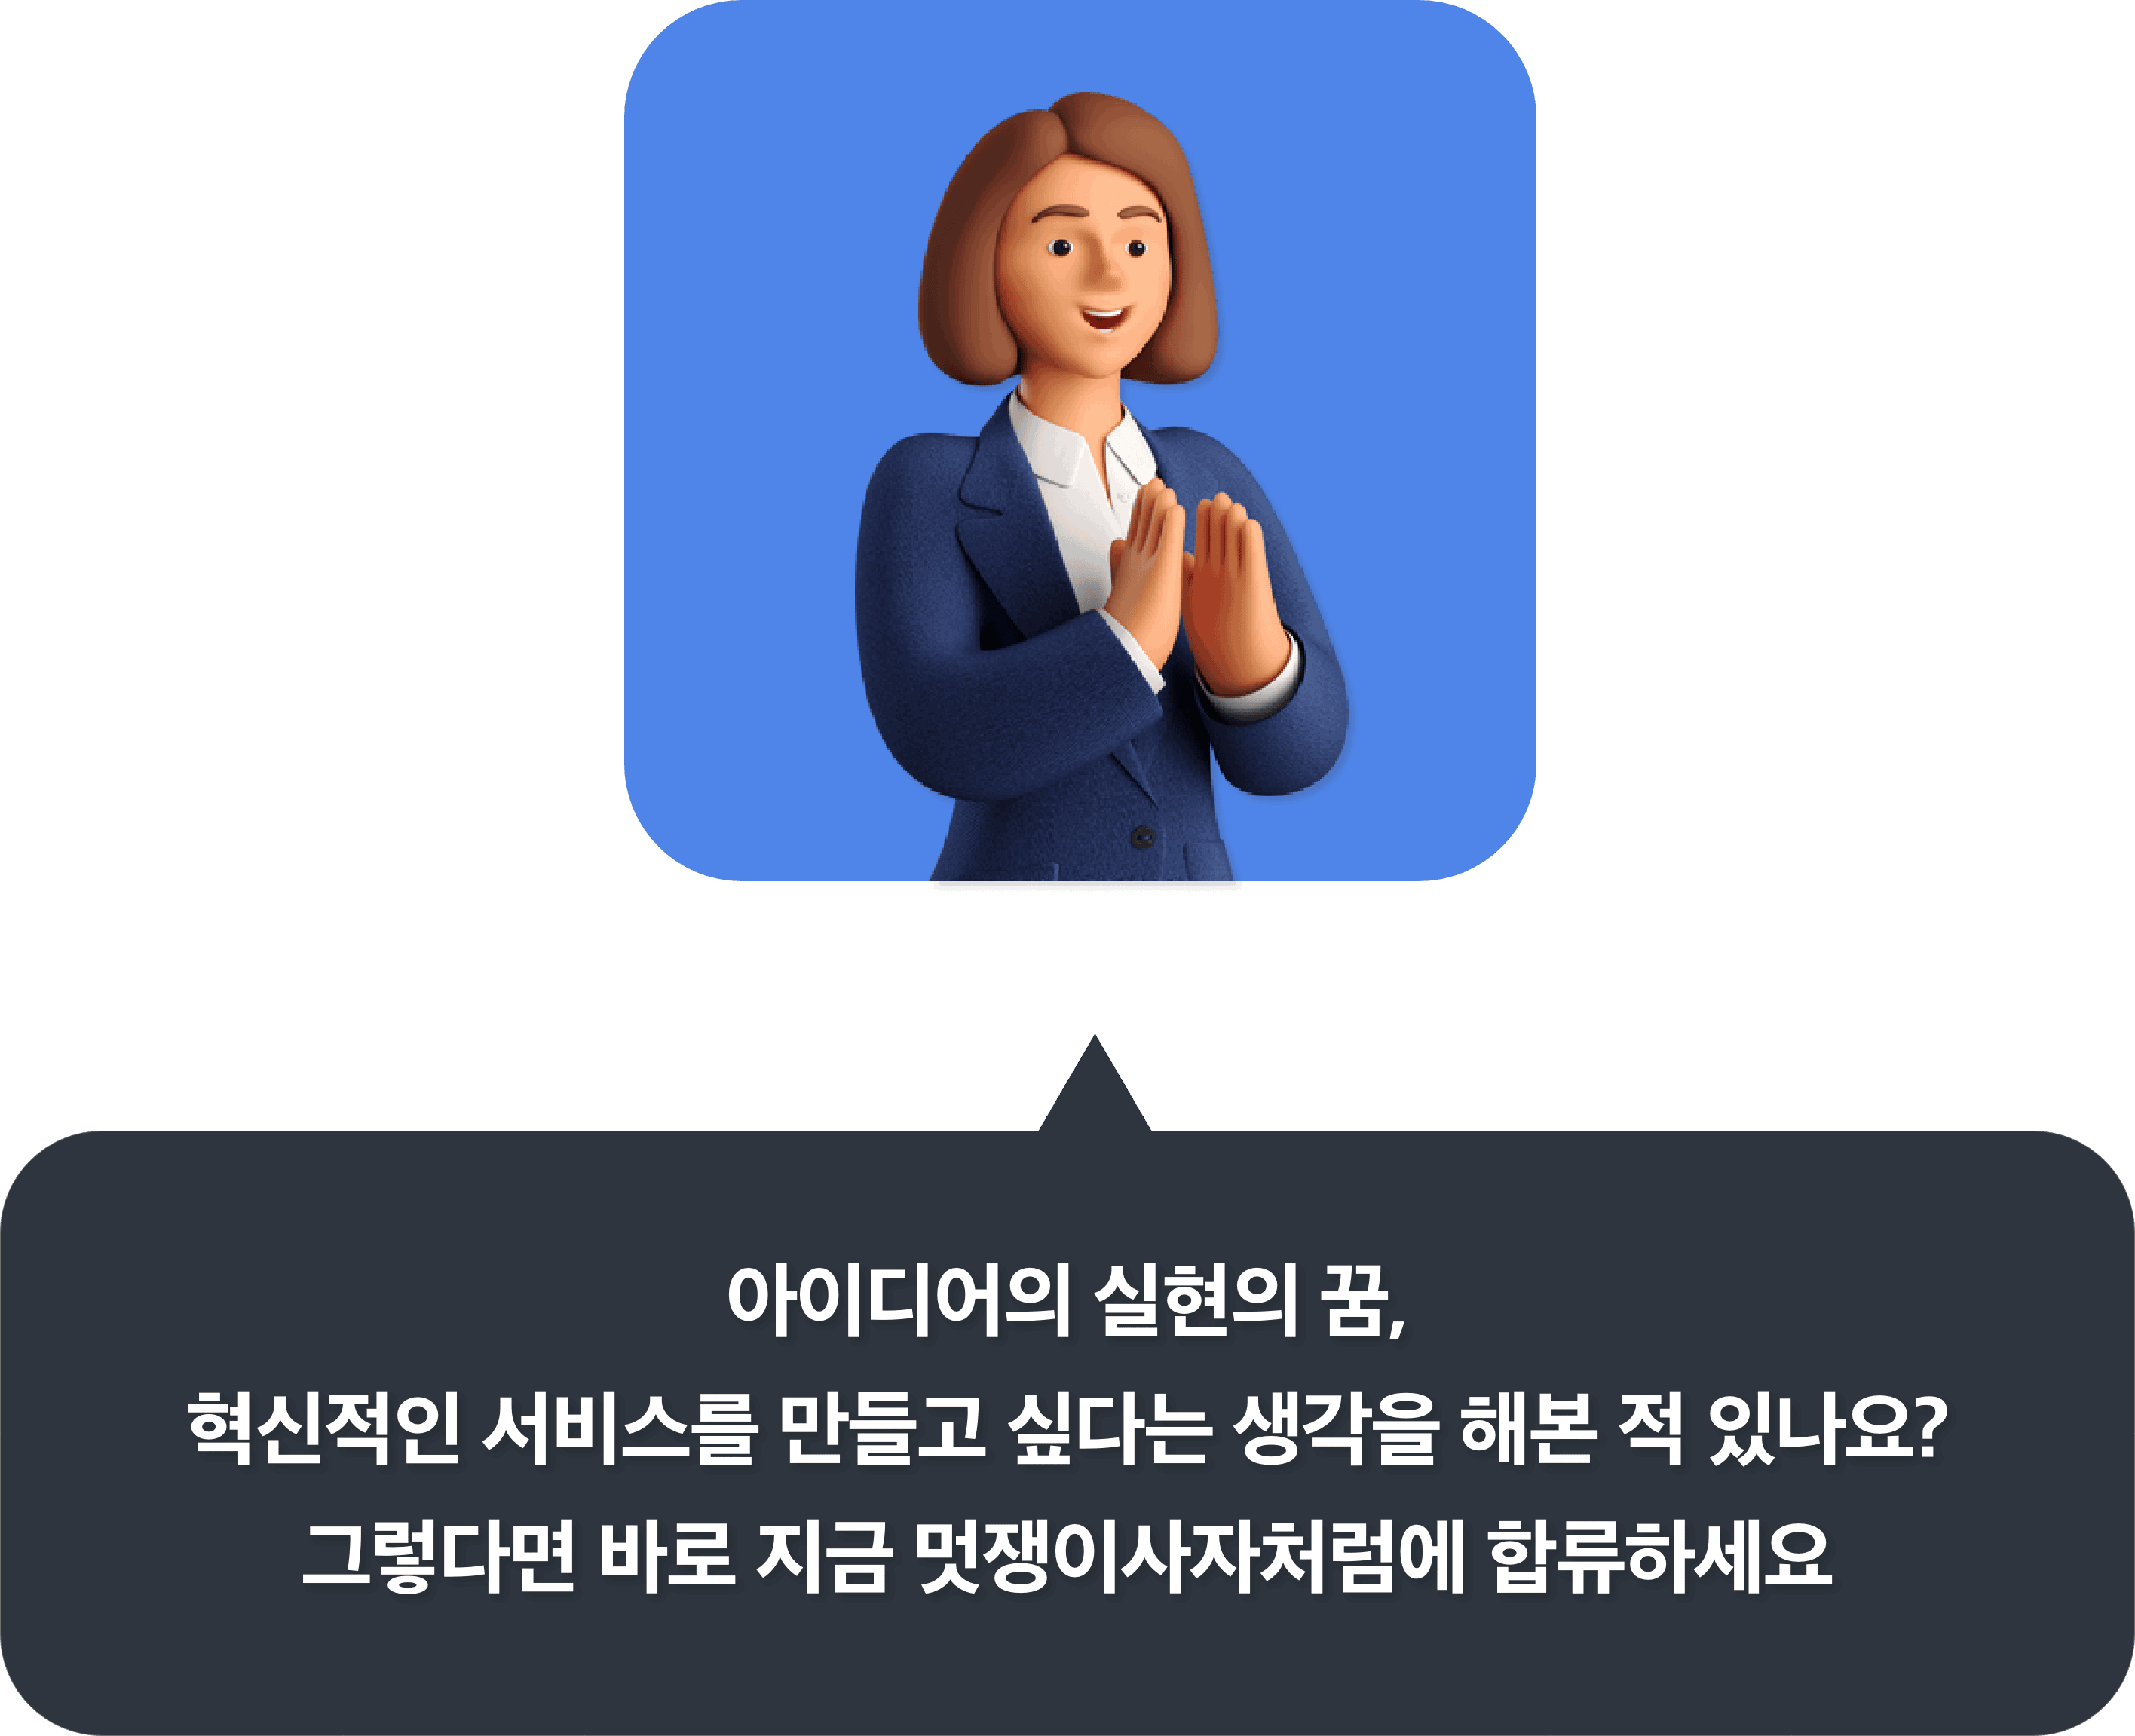 아이디어의 실현의 꿈,
혁신적인 서비스를 만들고 싶다는 생각을 해본 적 있나요?
그렇다면 바로 지금 멋쟁이사자처럼에 합류하세요